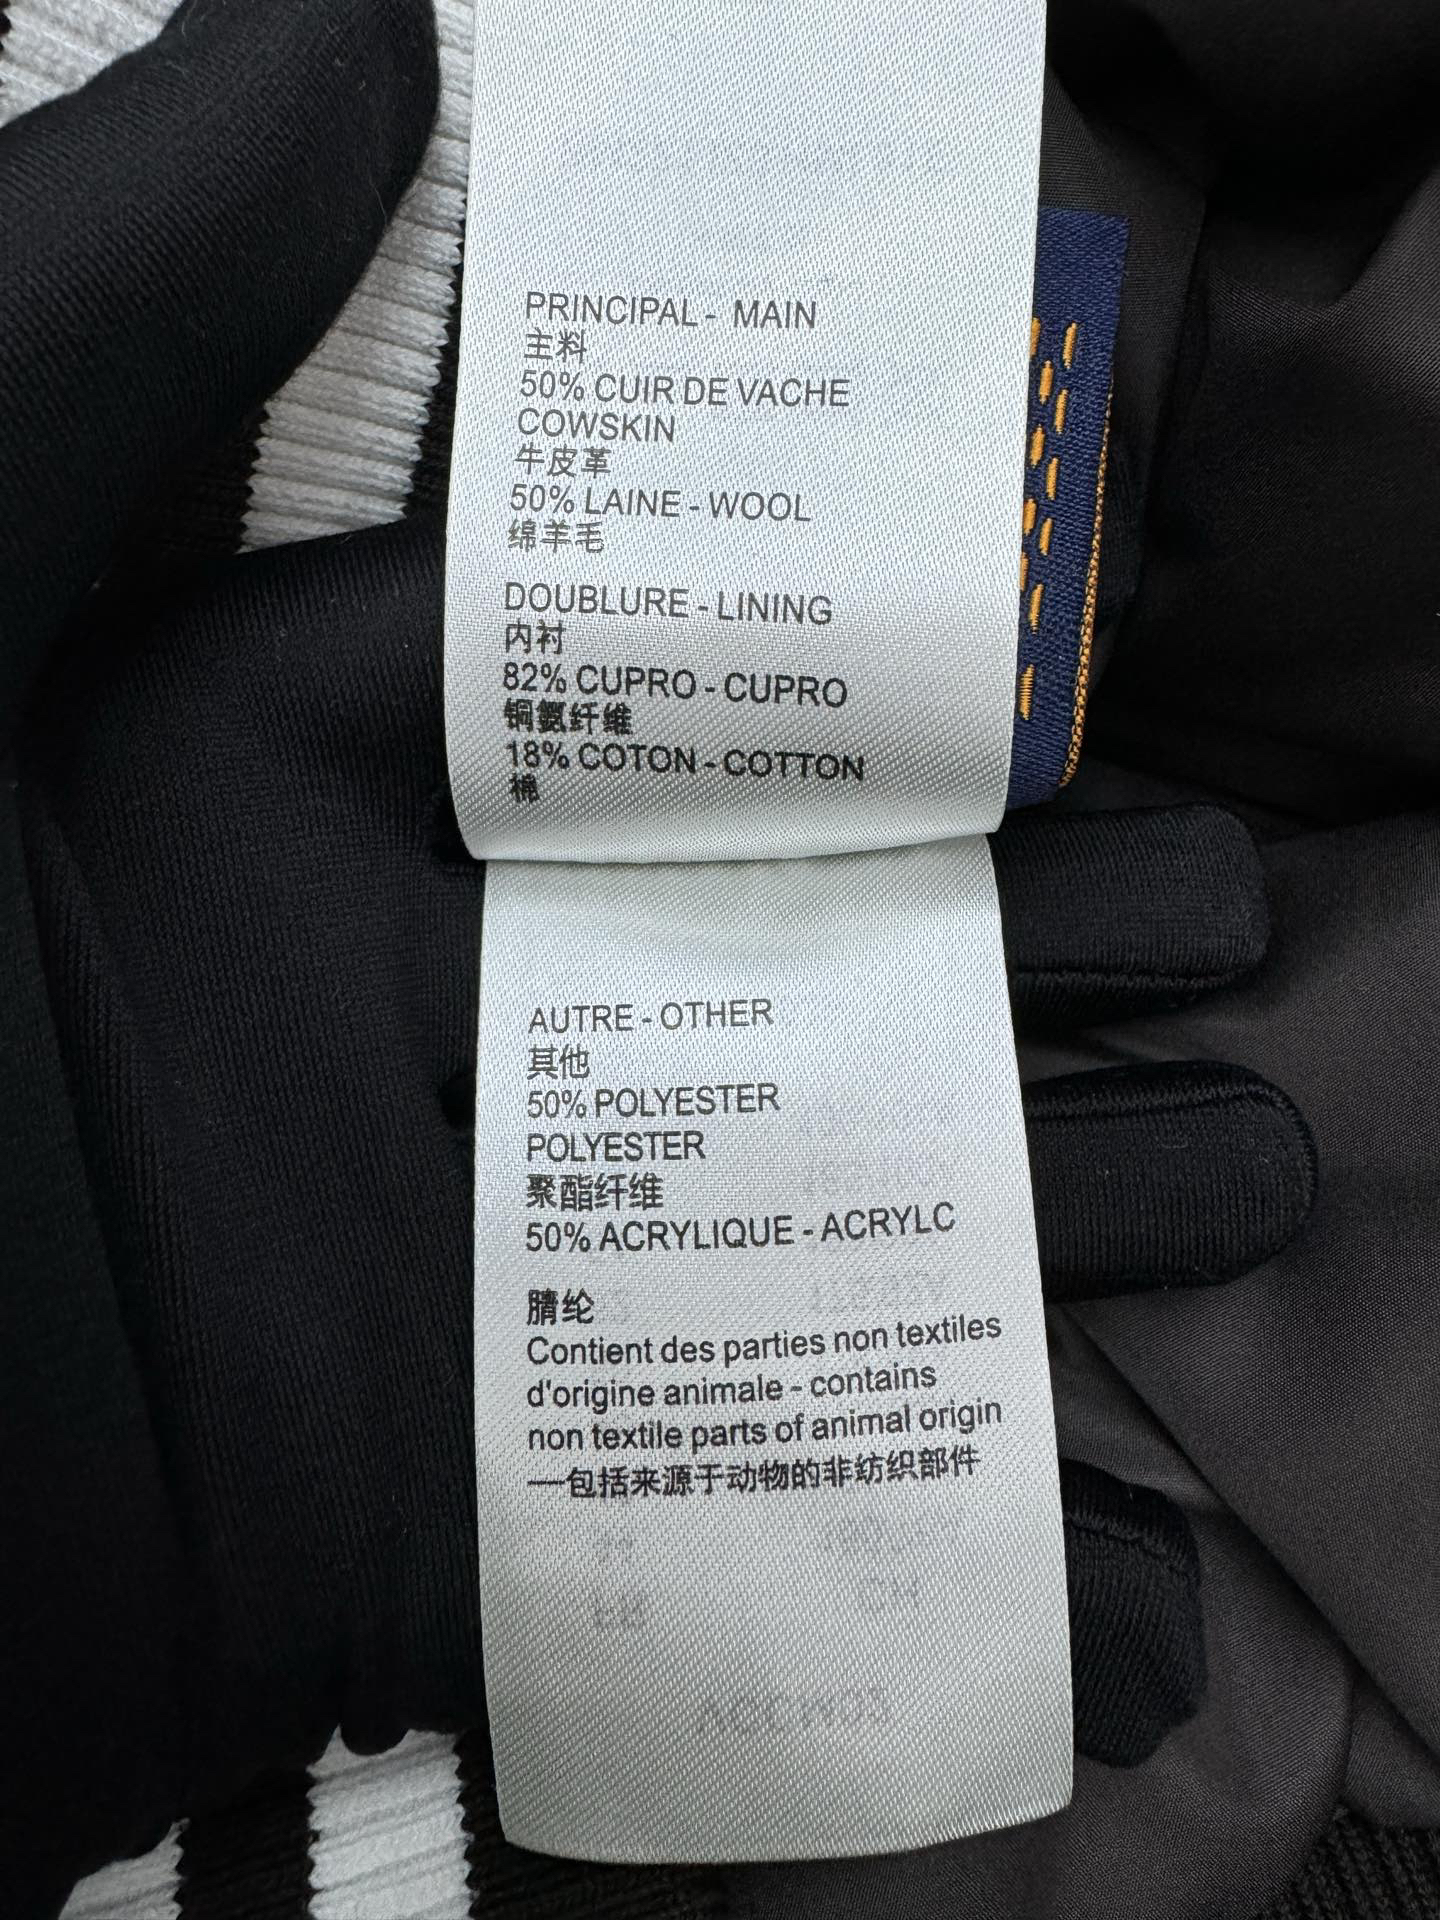 PRINCIPAL - MAIN
主料
50% CUIR DE VACHE
COWSKIN
牛皮革
50% LAINE - WOOL
绵羊毛
DOUBLURE - LINING
内衬
82% CUPRO - CUPRO
铜氨纤维
18% COTON - COTTON
棉
AUTRE - OTHER
其他
50% POLYESTER
POLYESTER
聚酯纤维
50% ACRYLIQUE - ACRYLC
腈纶
Contient des parties non textiles
d'origine animale - contains
non textile parts of animal origin
一包括来源于动物的非纺织部件